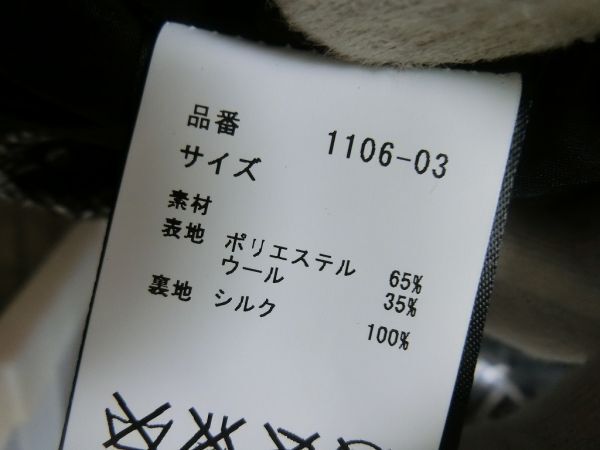 品番 1106-03
サイズ
素材
表地 ポリエステル 65%
ウール 35%
裏地 シルク 100%